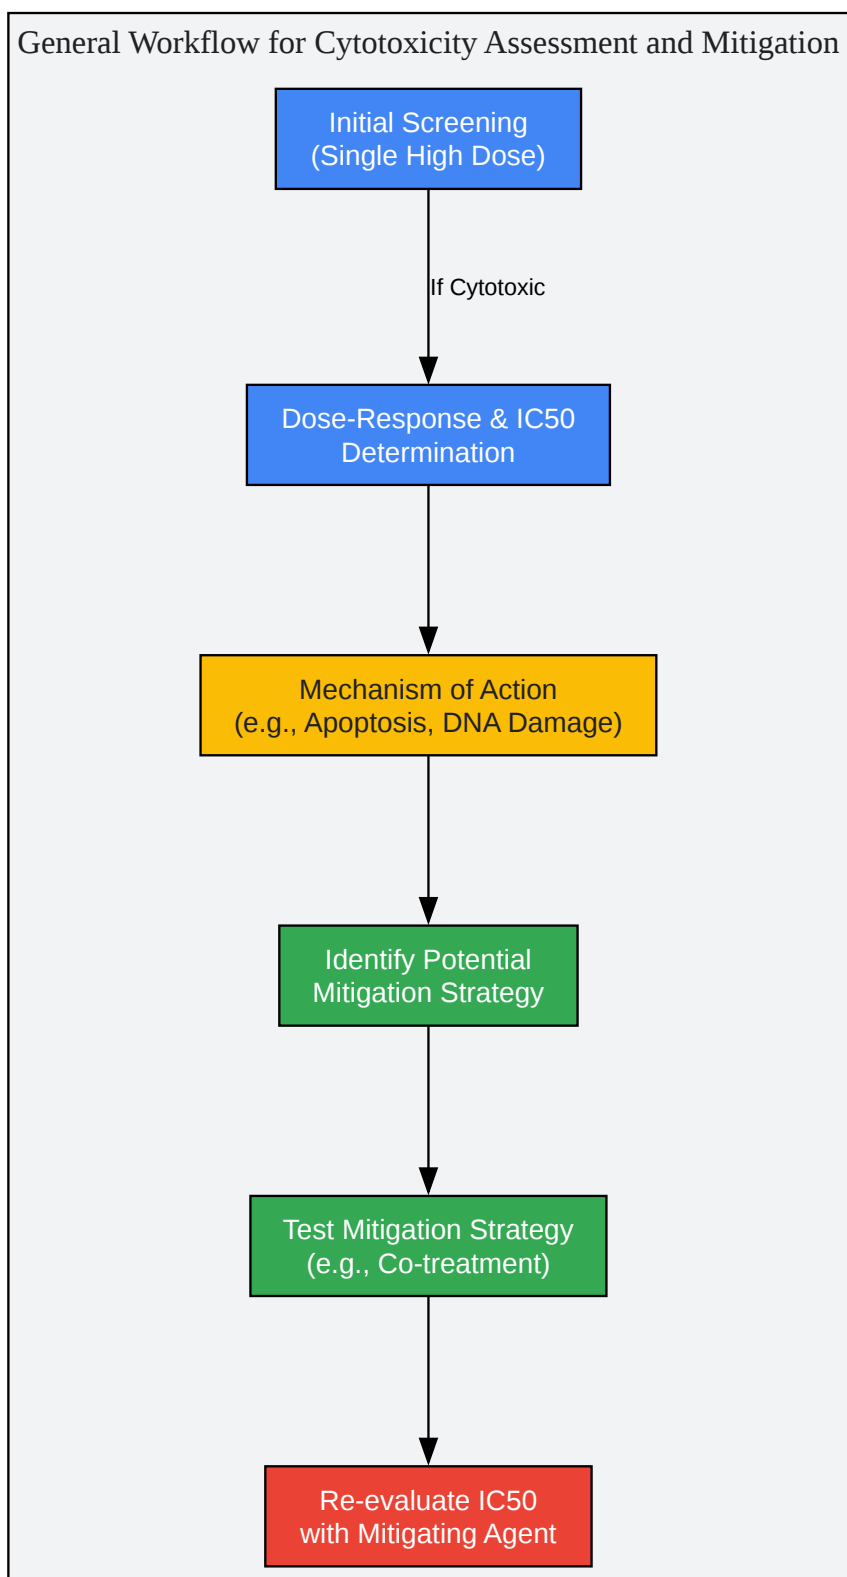 General Workflow for Cytotoxicity Assessment and Mitigation
Initial Screening
(Single High Dose)
If Cytotoxic
Dose-Response & IC50
Determination
Mechanism of Action
(e.g., Apoptosis, DNA Damage)
Identify Potential
Mitigation Strategy
Test Mitigation Strategy
(e.g., Co-treatment)
Re-evaluate IC50
with Mitigating Agent